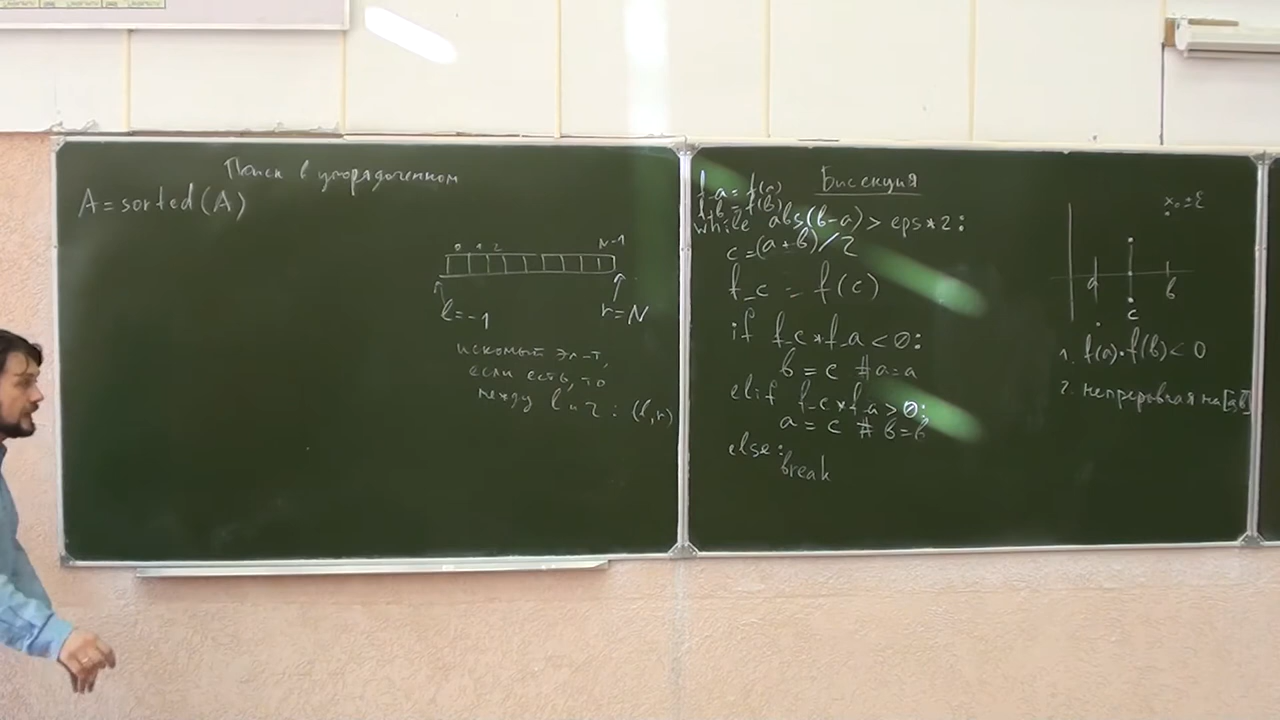 Поиск в упорядоченном
A = sorted(A)
0 1 2 N-1
l = -1
r = N
искомый эл-т,
если есть, то
между l и r : (l, r)
Бисекция
f_a = f(a)
f_b = f(b)
while abs(b-a) > eps*2:
c = (a+b)/2
f_c = f(c)
if f_c*f_a < 0:
b = c # a = a
elif f_c*f_a > 0:
a = c # b = b
else:
break
x₀ ± ε
a
b
c
1. f(a)·f(b) < 0
2. непрерывная на [a,b]